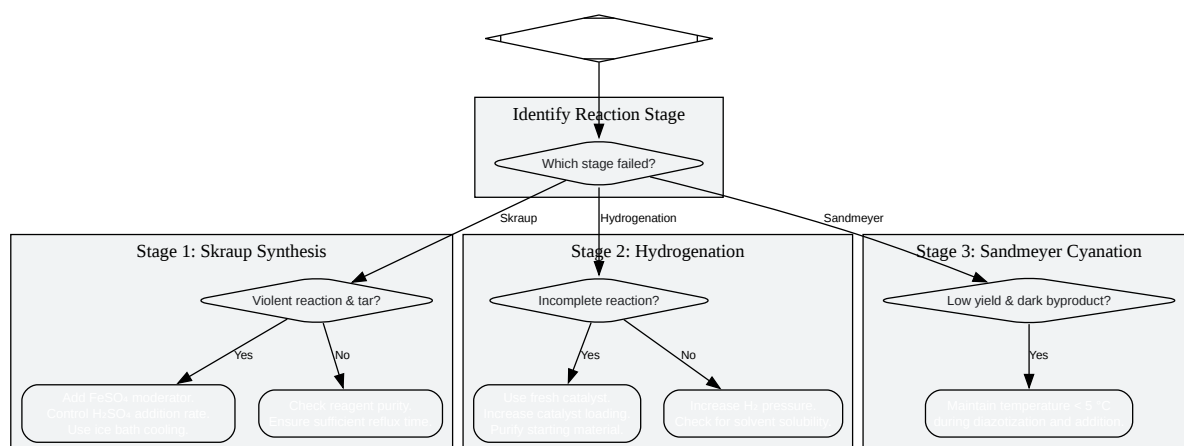 Identify Reaction Stage
Which stage failed?
Skraup
Hydrogenation
Sandmeyer
Stage 1: Skraup Synthesis
Stage 2: Hydrogenation
Stage 3: Sandmeyer Cyanation
Violent reaction & tar?
Incomplete reaction?
Low yield & dark byproduct?
Yes
No
Yes
No
Yes
Add FeSO₄ moderator.
Control H₂SO₄ addition rate.
Use ice bath cooling.
Check reagent purity.
Ensure sufficient reflux time.
Use fresh catalyst.
Increase catalyst loading.
Purify starting material.
Increase H₂ pressure.
Check for solvent solubility.
Maintain temperature < 5 °C
during diazotization and addition.